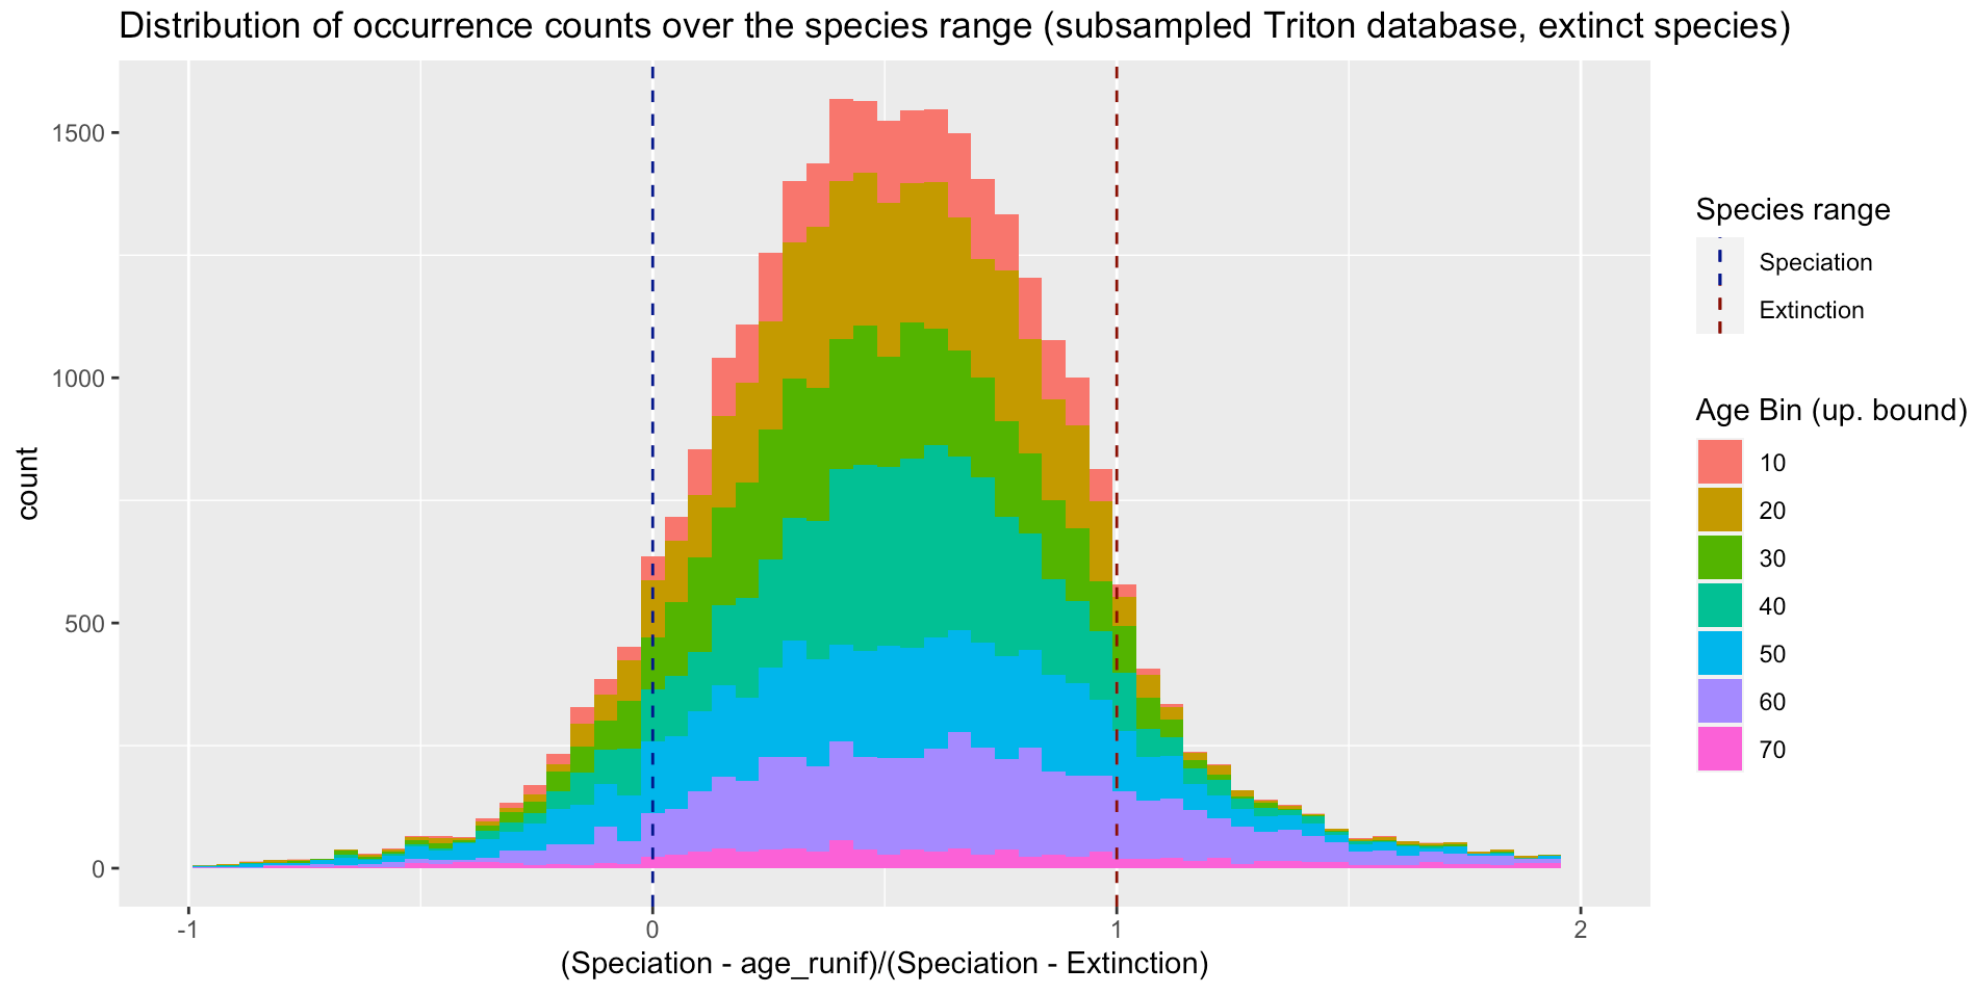 Distribution of occurrence counts over the species range (subsampled Triton database, extinct species)
1500
1000
500
0
count
-1
0
1
2
(Speciation - age_runif)/(Speciation - Extinction)
Species range
Speciation
Extinction
Age Bin (up. bound)
10
20
30
40
50
60
70